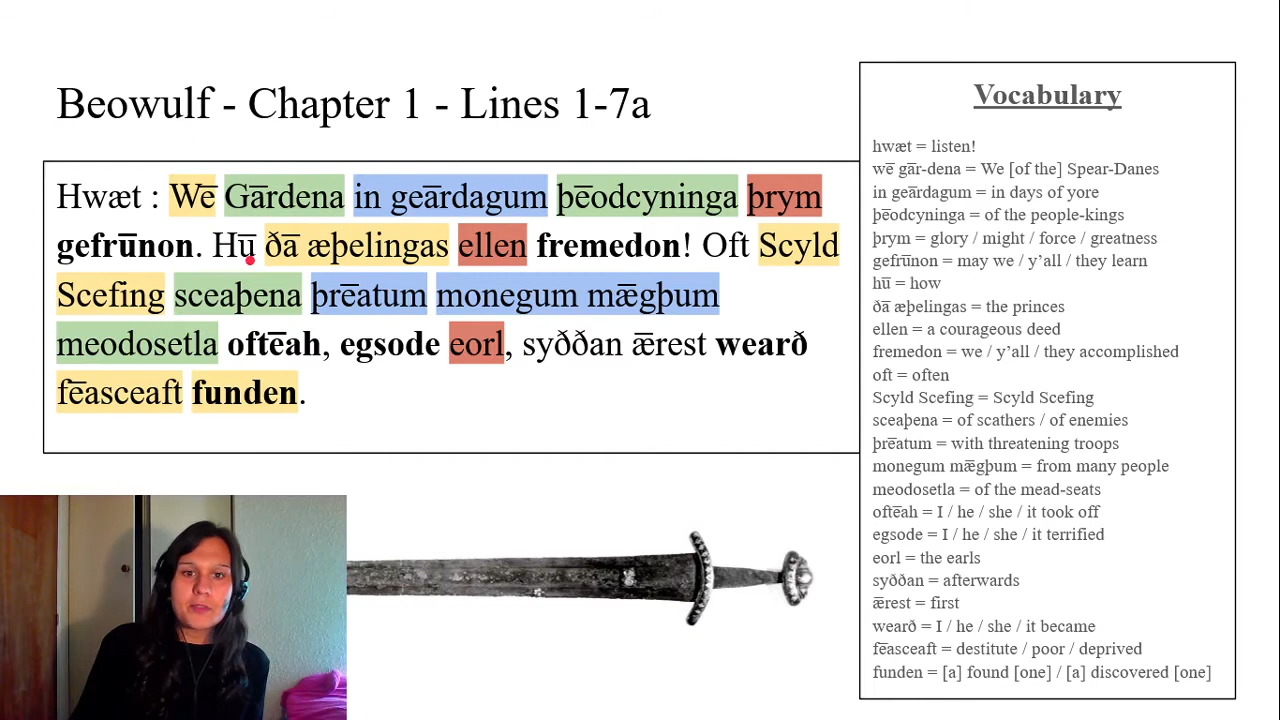 Beowulf - Chapter 1 - Lines 1-7a
Hwæt : Wē Gārdena in geārdagum þēodcyninga þrym
gefrūnon. Hū ðā æþelingas ellen fremedon! Oft Scyld
Scefing sceaþena þrēatum monegum mǣgþum
meodosetla oftēah, egsode eorl, syððan ǣrest wearð
fēasceaft funden.
Vocabulary
hwæt = listen!
wē gār-dena = We [of the] Spear-Danes
in geārdagum = in days of yore
þēodcyninga = of the people-kings
þrym = glory / might / force / greatness
gefrūnon = may we / y’all / they learn
hū = how
ðā æþelingas = the princes
ellen = a courageous deed
fremedon = we / y’all / they accomplished
oft = often
Scyld Scefing = Scyld Scefing
sceaþena = of scathers / of enemies
þrēatum = with threatening troops
monegum mǣgþum = from many people
meodosetla = of the mead-seats
oftēah = I / he / she / it took off
egsode = I / he / she / it terrified
eorl = the earls
syððan = afterwards
ǣrest = first
wearð = I / he / she / it became
fēasceaft = destitute / poor / deprived
funden = [a] found [one] / [a] discovered [one]